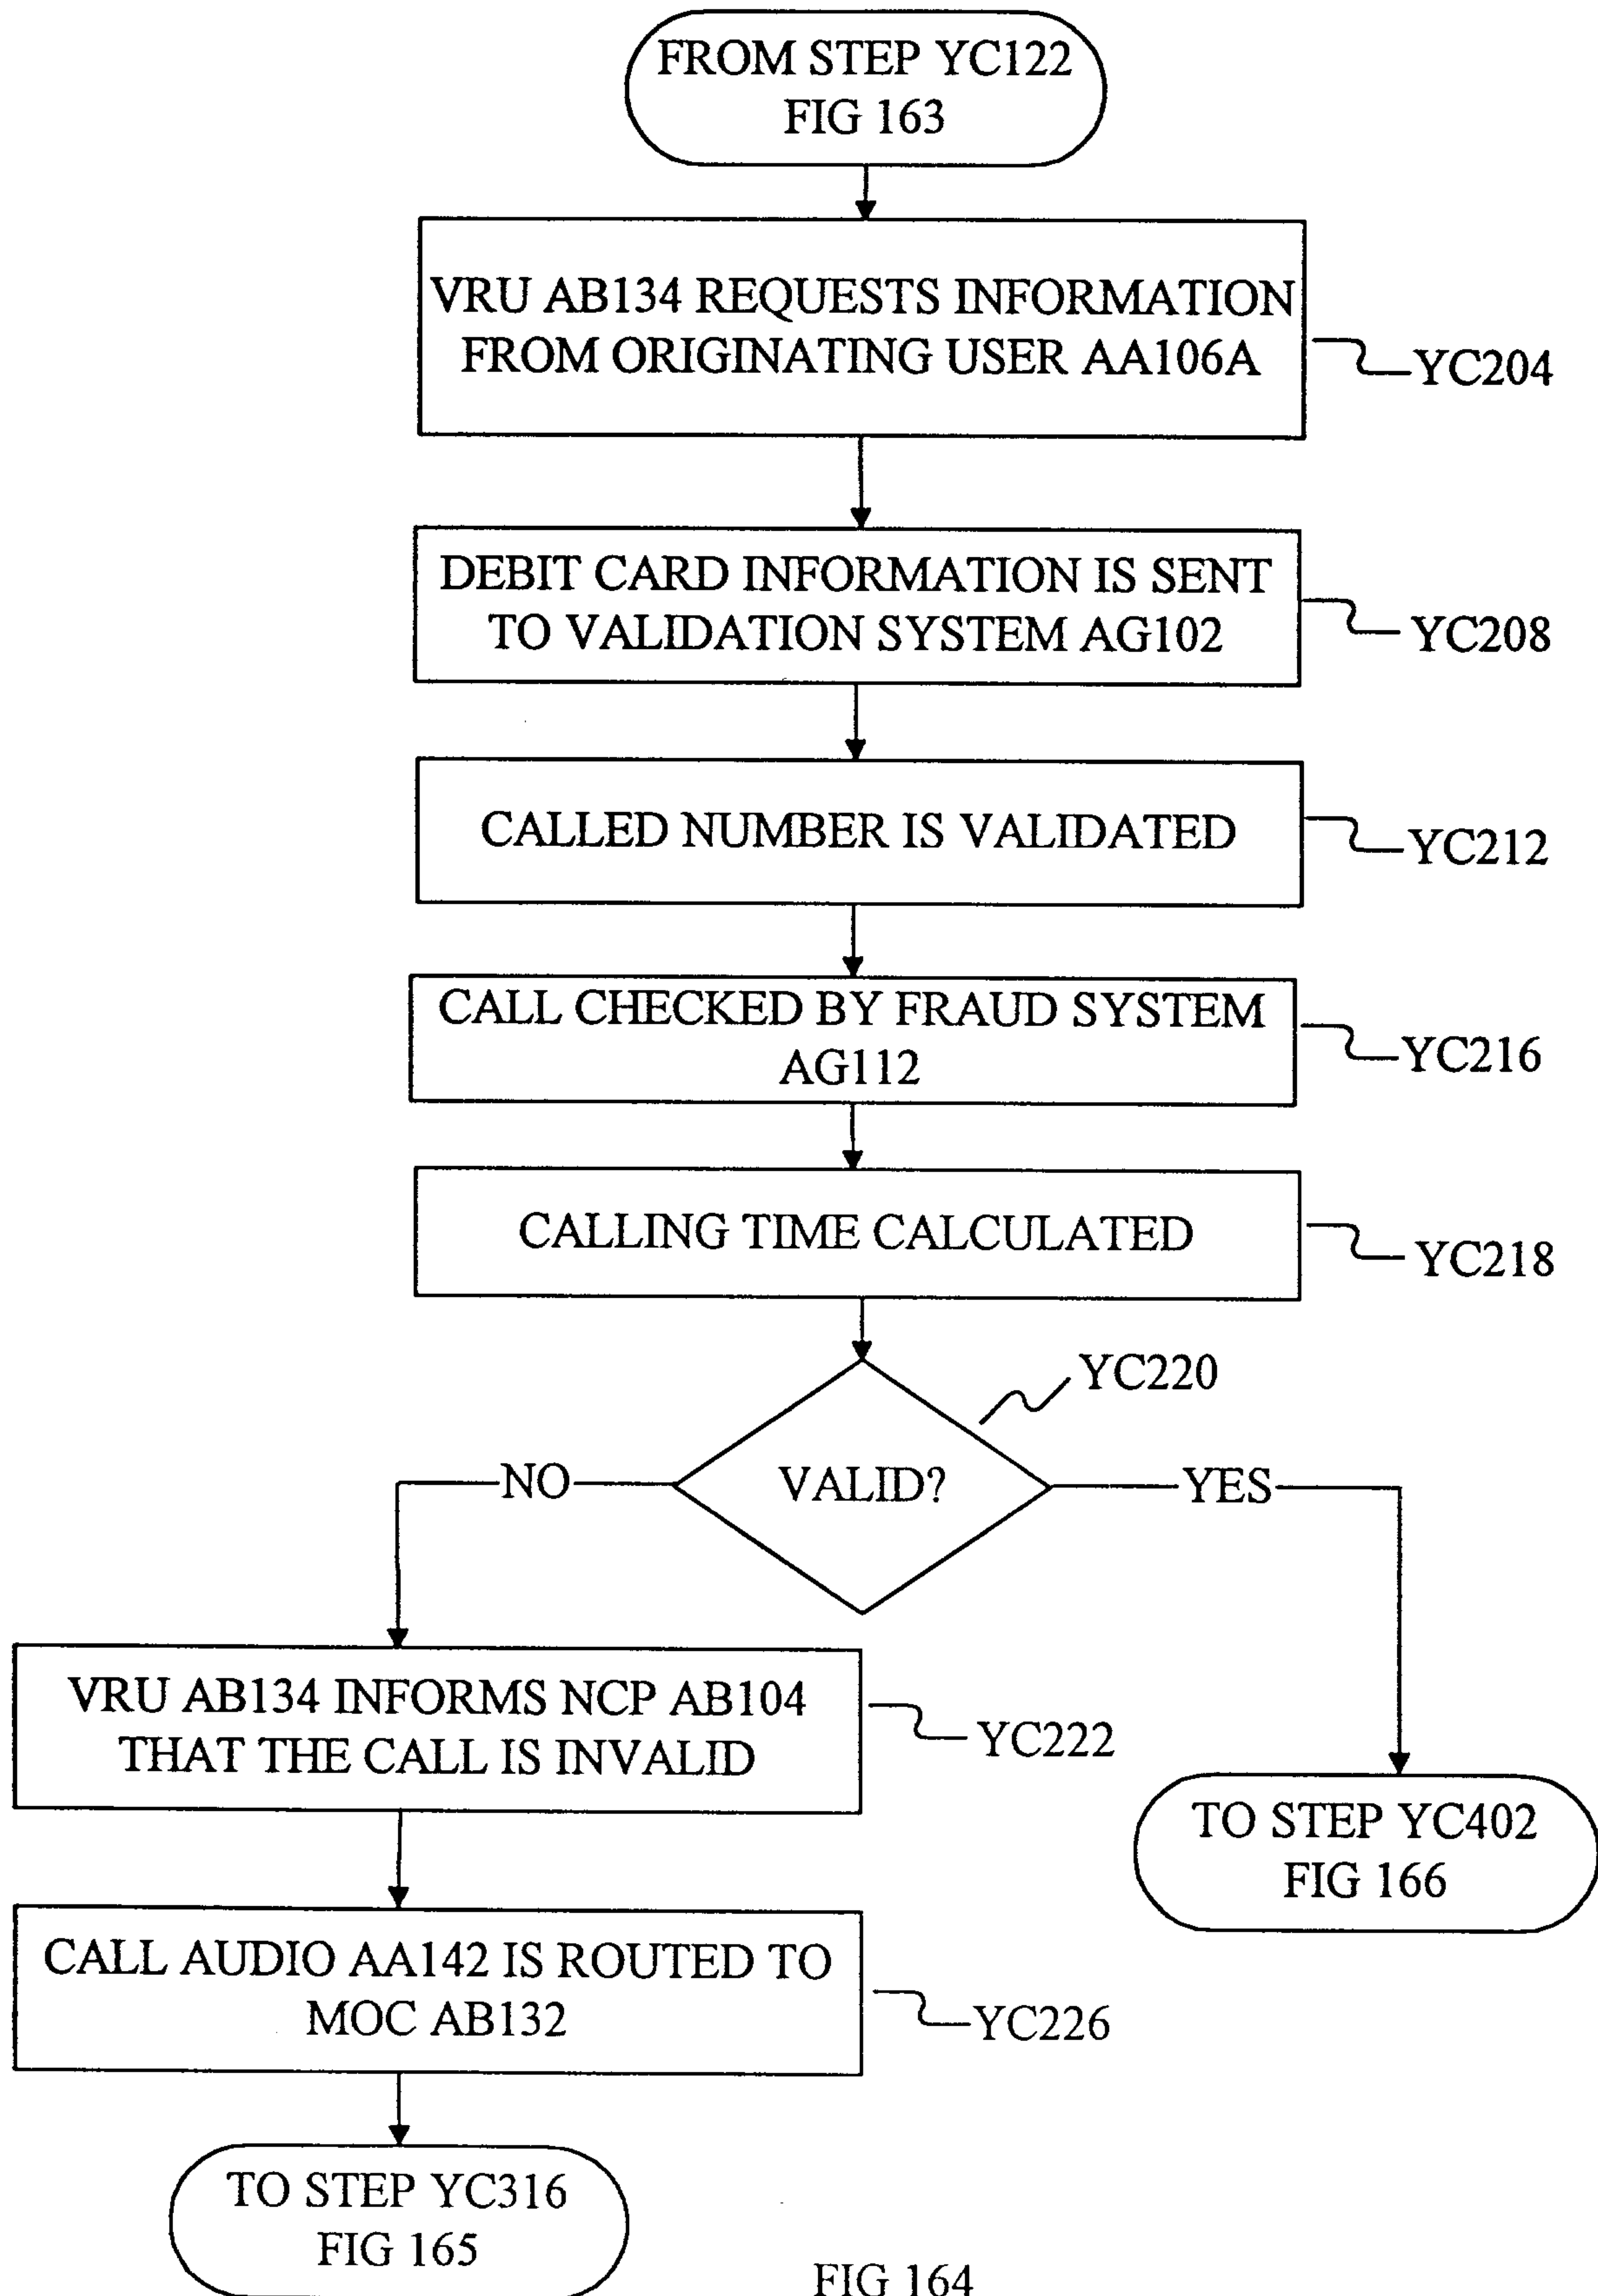 FROM STEP YC122
FIG 163
VRU AB134 REQUESTS INFORMATION
FROM ORIGINATING USER AA106A
YC204
DEBIT CARD INFORMATION IS SENT
TO VALIDATION SYSTEM AG102
YC208
CALLED NUMBER IS VALIDATED
YC212
CALL CHECKED BY FRAUD SYSTEM
AG112
YC216
CALLING TIME CALCULATED
YC218
YC220
VALID?
NO
YES
VRU AB134 INFORMS NCP AB104
THAT THE CALL IS INVALID
YC222
TO STEP YC402
FIG 166
CALL AUDIO AA142 IS ROUTED TO
MOC AB132
YC226
TO STEP YC316
FIG 165
FIG 164